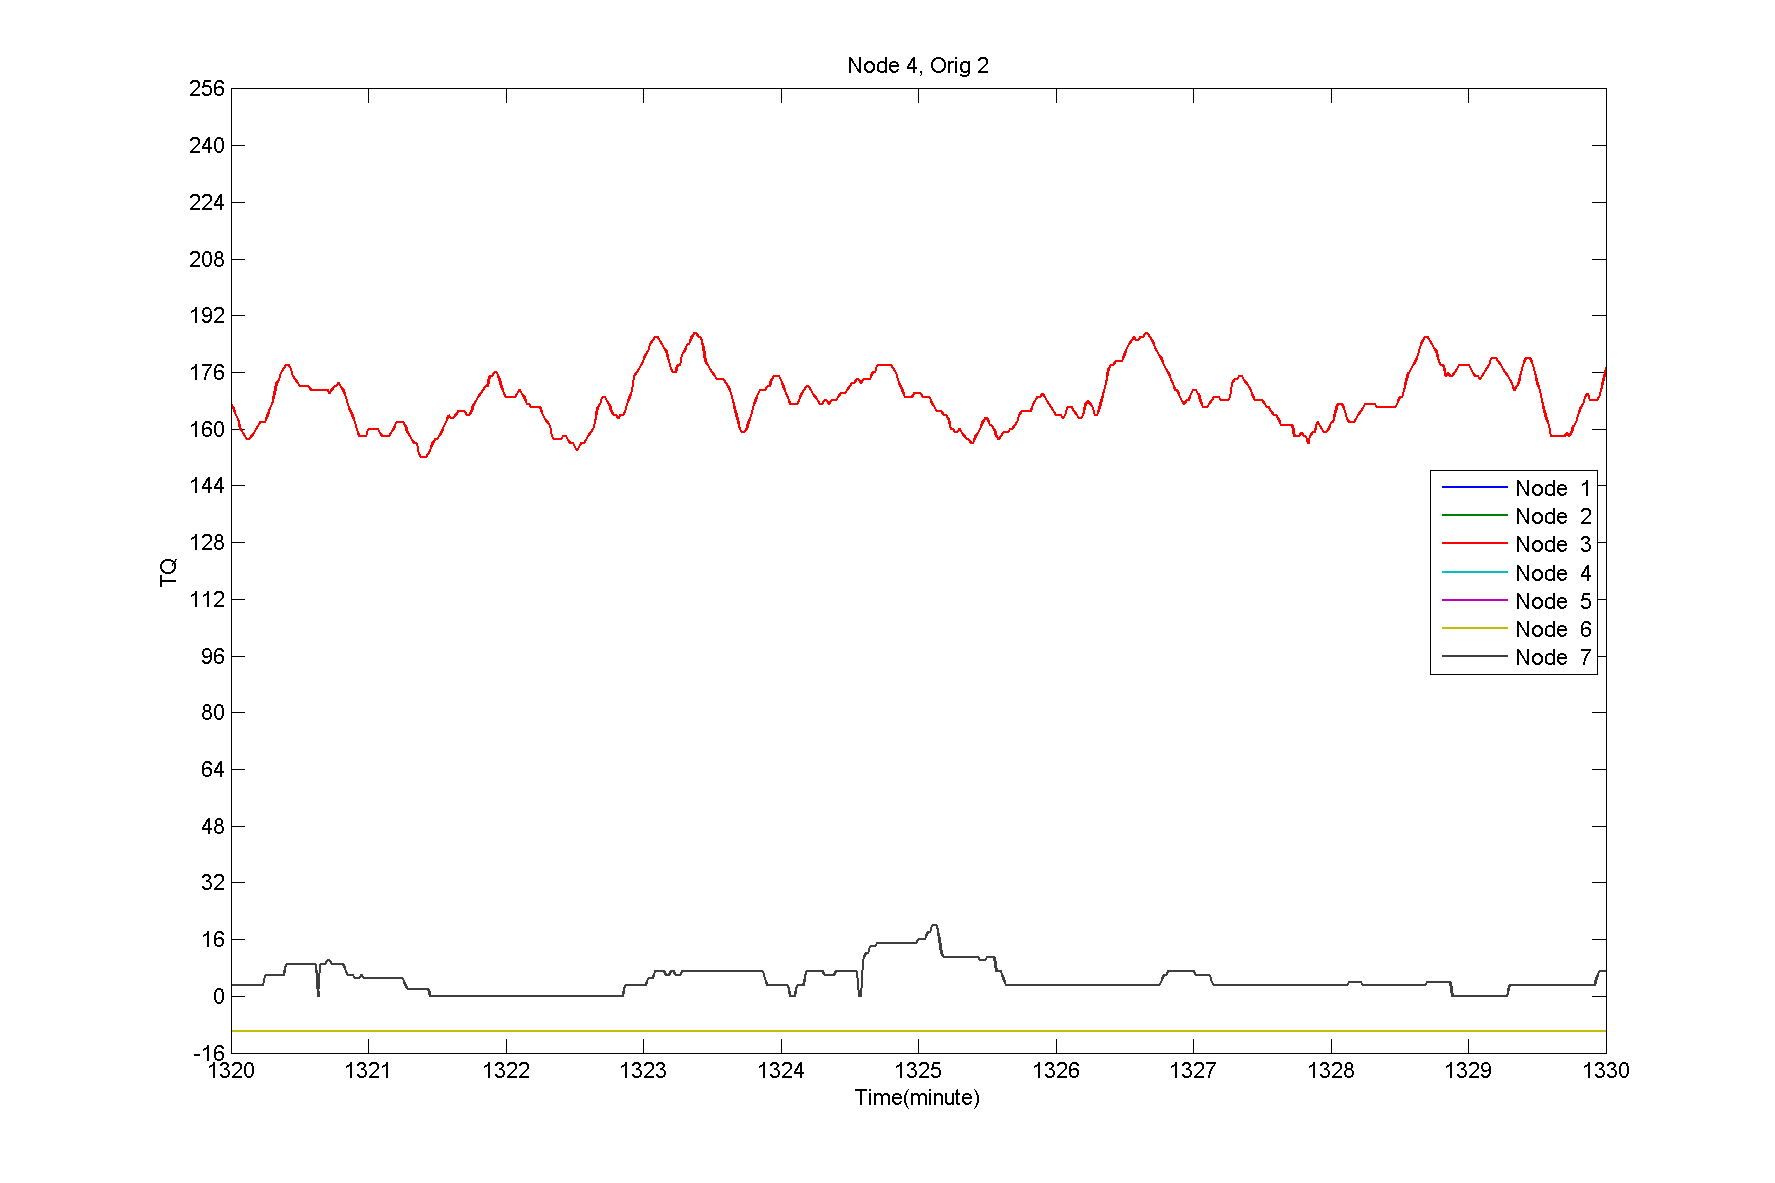 Node 4, Orig 2
256
240
224
208
192
176
160
144
128
112
96
80
64
48
32
16
0
-16
TQ
Node 1
Node 2
Node 3
Node 4
Node 5
Node 6
Node 7
1320 1321 1322 1323 1324 1325 1326 1327 1328 1329 1330
Time(minute)